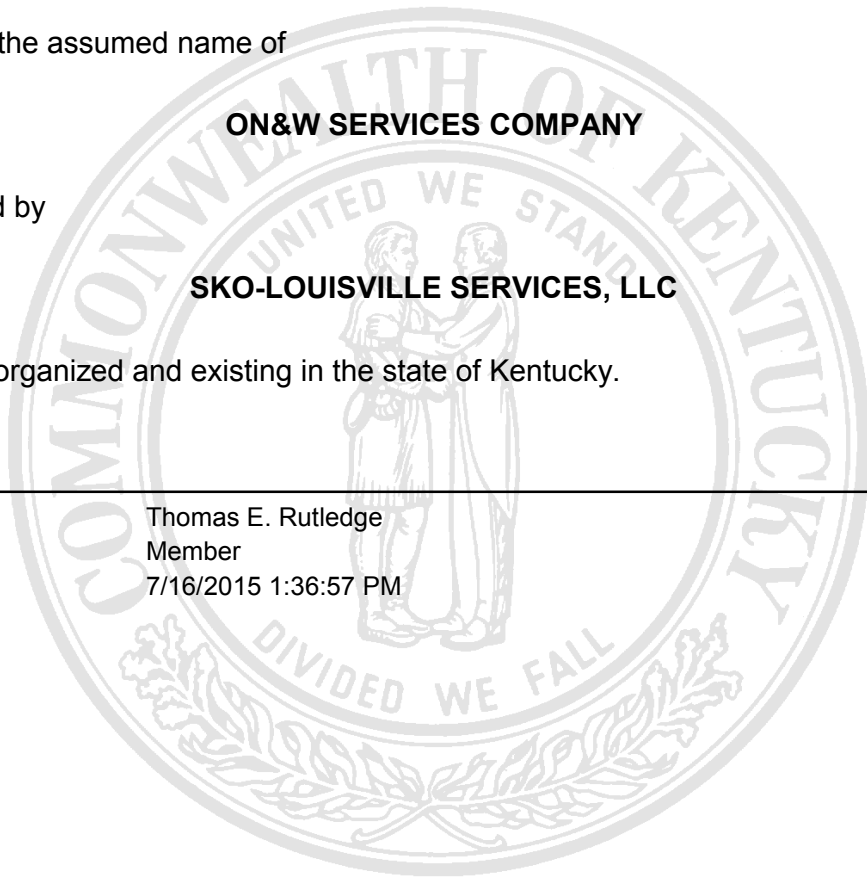 the assumed name of
ON&W SERVICES COMPANY
d by
SKO-LOUISVILLE SERVICES, LLC
organized and existing in the state of Kentucky.
Thomas E. Rutledge
Member
7/16/2015 1:36:57 PM
COMMONWEALTH OF KENTUCKY
UNITED WE STAND
DIVIDED WE FALL